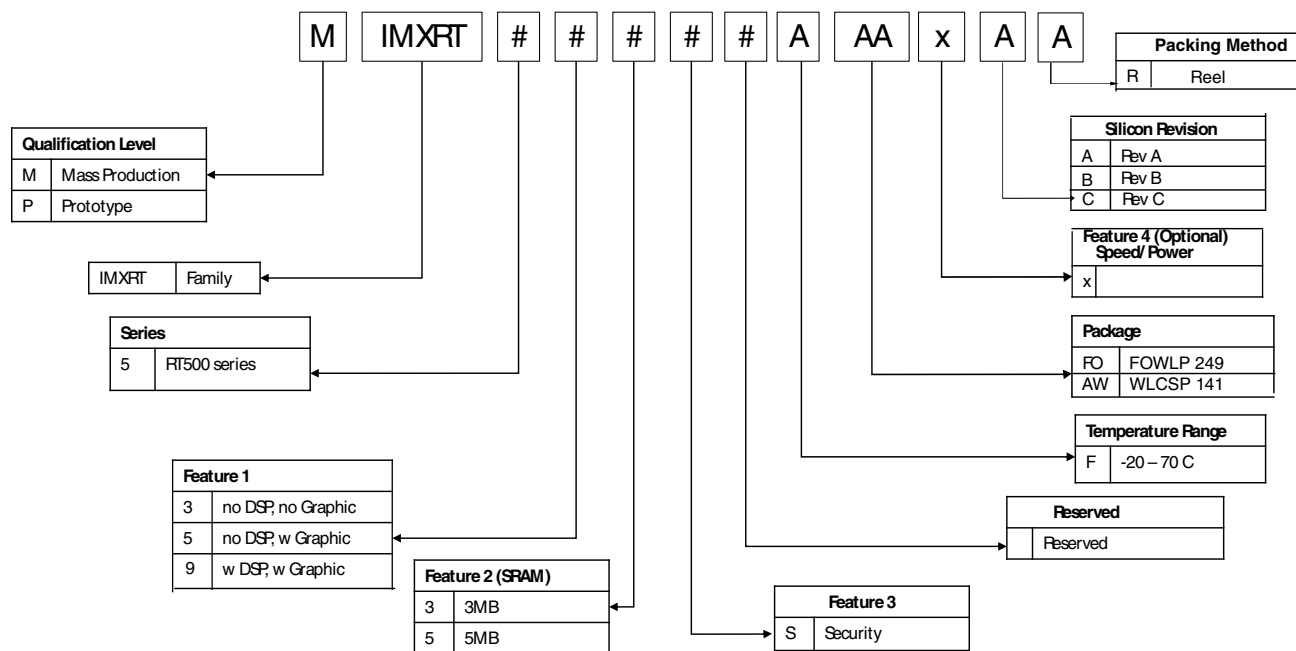 M IMXRT # # # # # A AA x A A
Packing Method
R Reel
Silicon Revision
A Rev A
B Rev B
C Rev C
Qualification Level
M Mass Production
P Prototype
Feature 4 (Optional)
Speed/Power
x
IMXRT Family
Series
5 RT500 series
Package
FO FOWLP 249
AW WLCSP 141
Temperature Range
F -20 – 70 C
Feature 1
3 no DSP, no Graphic
5 no DSP, w Graphic
9 w DSP, w Graphic
Reserved
Reserved
Feature 2 (SRAM)
3 3MB
5 5MB
Feature 3
S Security